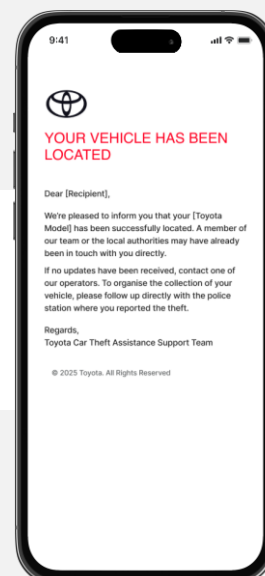 9:41
YOUR VEHICLE HAS BEEN
LOCATED
Dear [Recipient],
We're pleased to inform you that your [Toyota
Model] has been successfully located. A member of
our team or the local authorities may have already
been in touch with you directly.
If no updates have been received, contact one of
our operators. To organise the collection of your
vehicle, please follow up directly with the police
station where you reported the theft.
Regards,
Toyota Car Theft Assistance Support Team
© 2025 Toyota. All Rights Reserved